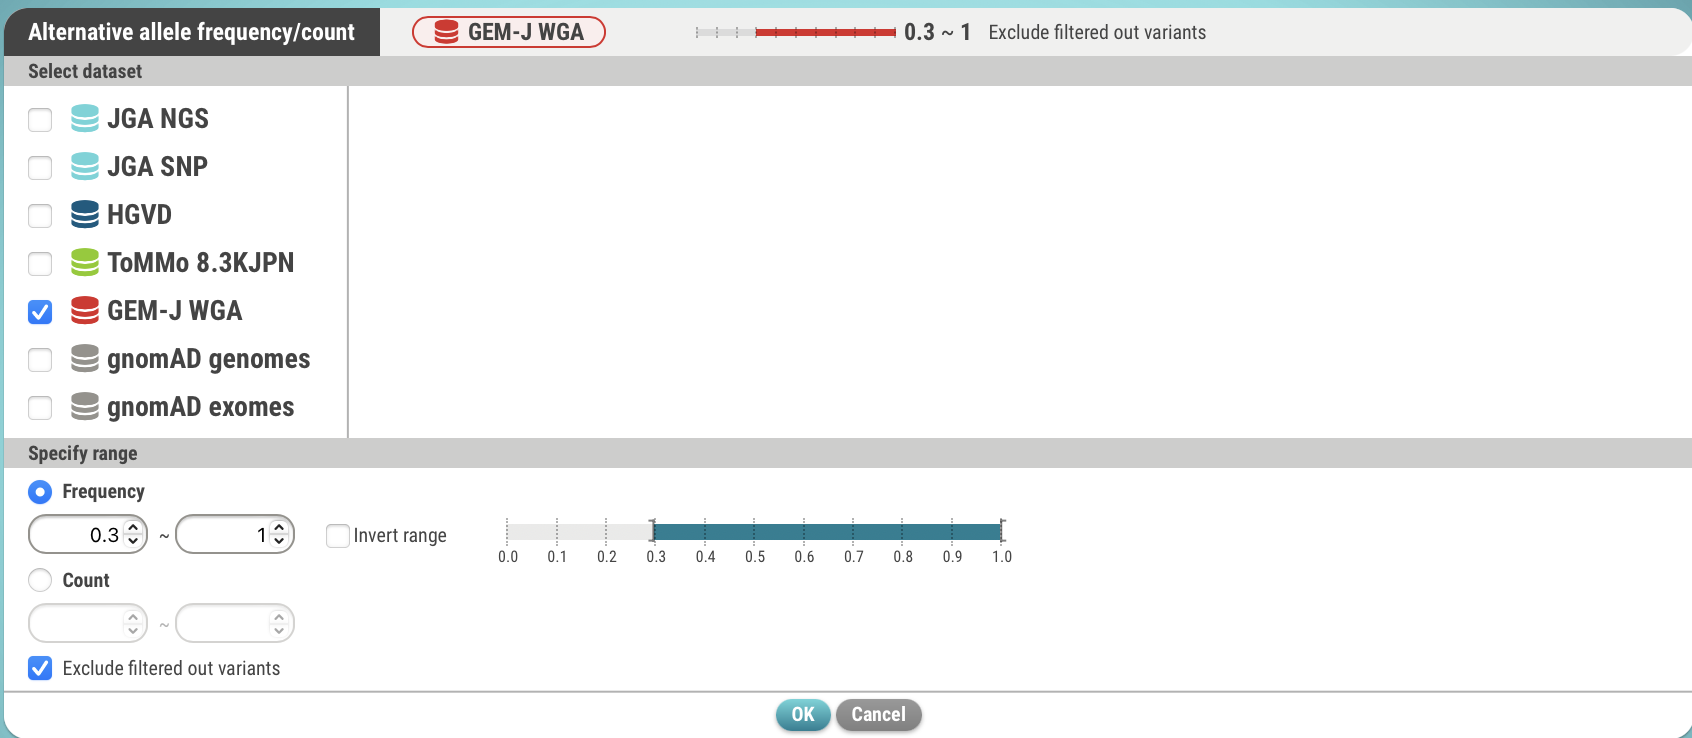 Alternative allele frequency/count GEM-J WGA 0.3 ~ 1 Exclude filtered out variants
Select dataset
JGA NGS
JGA SNP
HGVD
ToMMo 8.3KJPN
GEM-J WGA
gnomAD genomes
gnomAD exomes
Specify range
Frequency
0.3 ~ 1 Invert range
0.0 0.1 0.2 0.3 0.4 0.5 0.6 0.7 0.8 0.9 1.0
Count
~
Exclude filtered out variants
OK Cancel